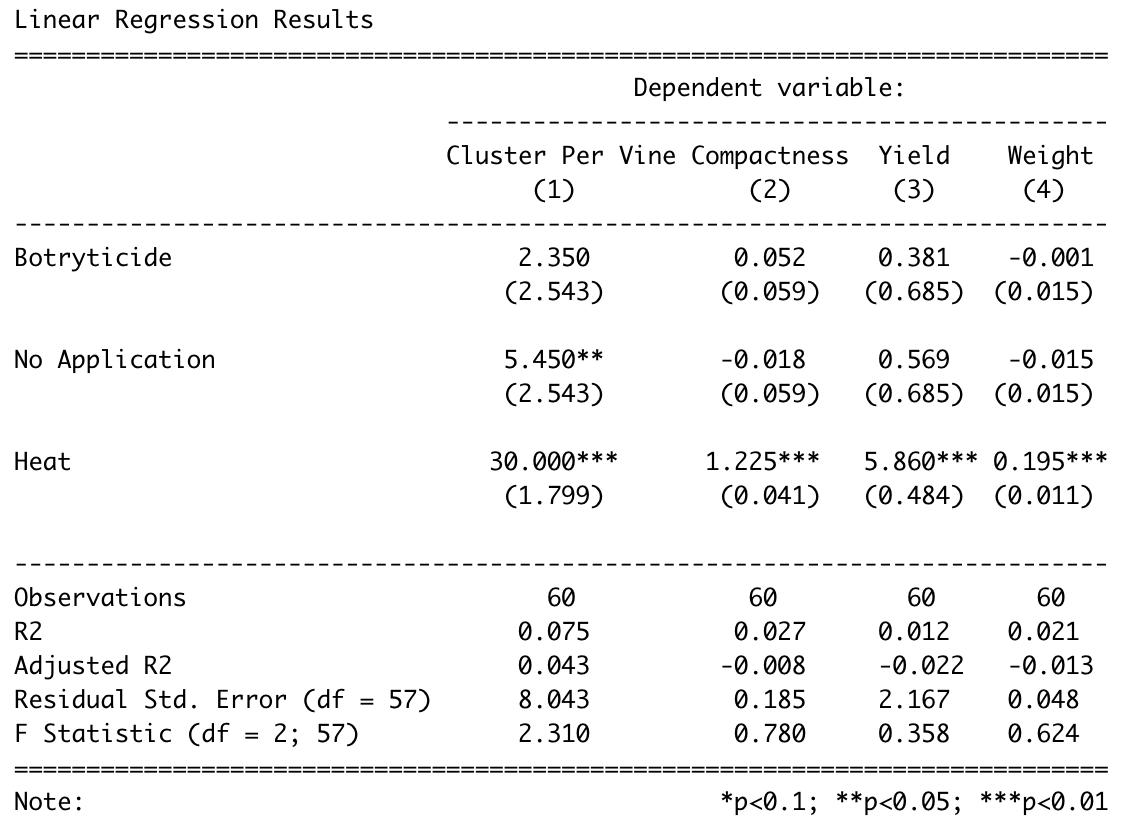 Linear Regression Results
==========================================================================
Dependent variable:
----------------------------------------------
Cluster Per Vine Compactness Yield Weight
(1) (2) (3) (4)
--------------------------------------------------------------------------
Botryticide 2.350 0.052 0.381 -0.001
(2.543) (0.059) (0.685) (0.015)
No Application 5.450** -0.018 0.569 -0.015
(2.543) (0.059) (0.685) (0.015)
Heat 30.000*** 1.225*** 5.860*** 0.195***
(1.799) (0.041) (0.484) (0.011)
--------------------------------------------------------------------------
Observations 60 60 60 60
R2 0.075 0.027 0.012 0.021
Adjusted R2 0.043 -0.008 -0.022 -0.013
Residual Std. Error (df = 57) 8.043 0.185 2.167 0.048
F Statistic (df = 2; 57) 2.310 0.780 0.358 0.624
==========================================================================
Note: *p<0.1; **p<0.05; ***p<0.01